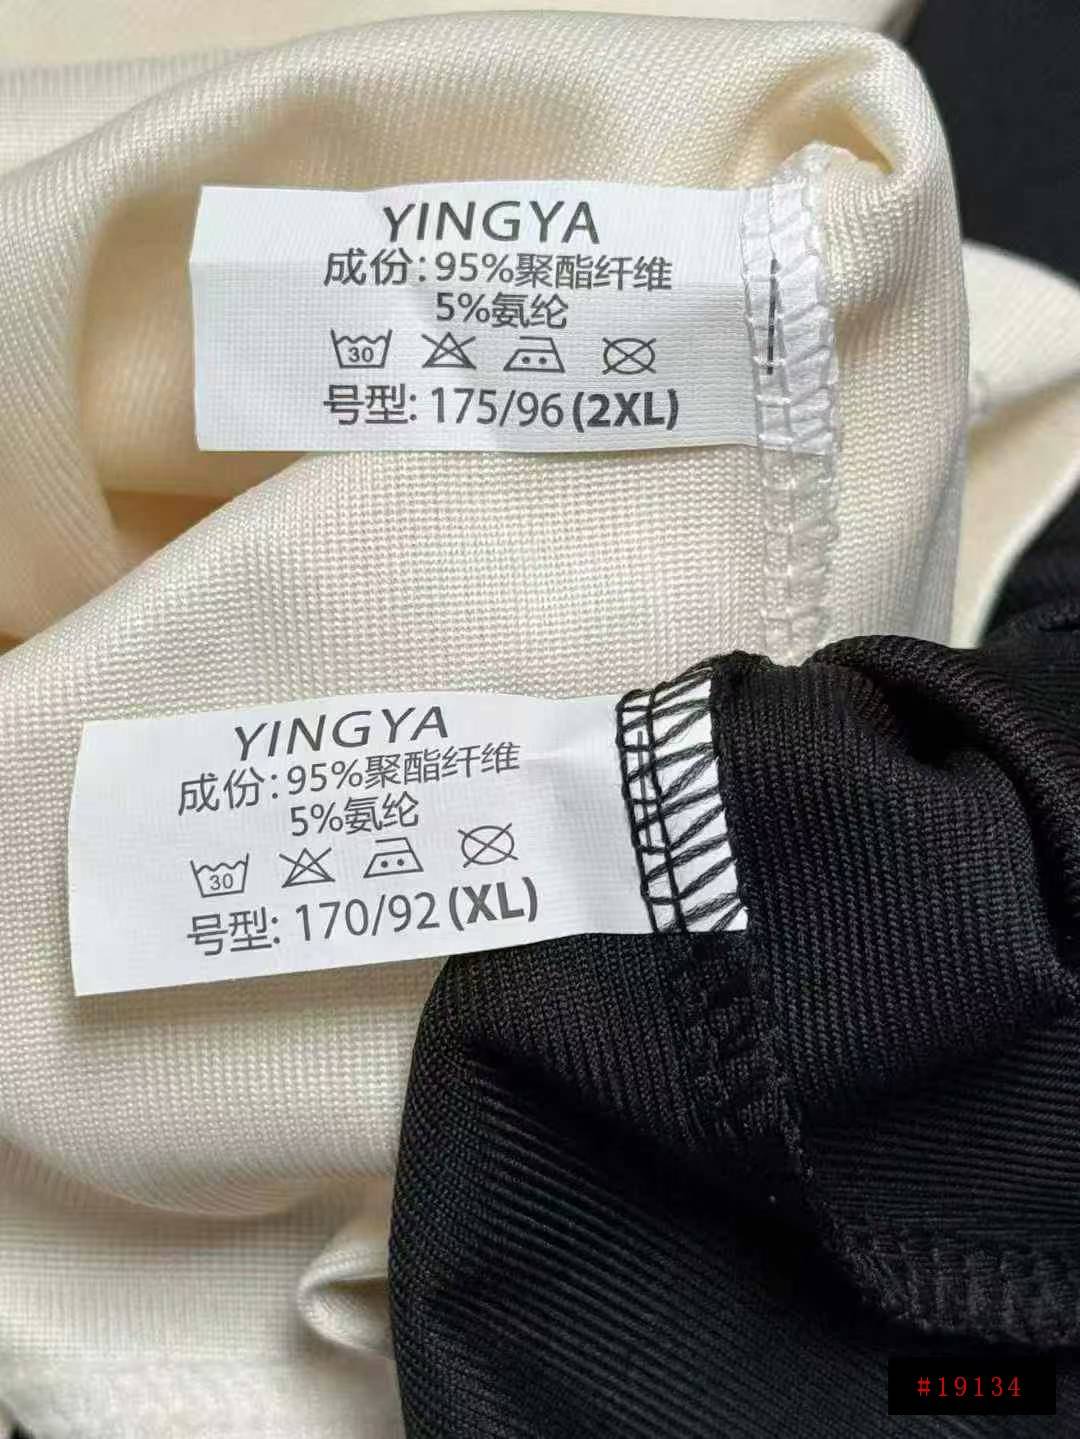 YINGYA
成份:95%聚酯纤维
5%氨纶
30
号型: 175/96 (2XL)
YINGYA
成份:95%聚酯纤维
5%氨纶
30
号型: 170/92 (XL)
#19134